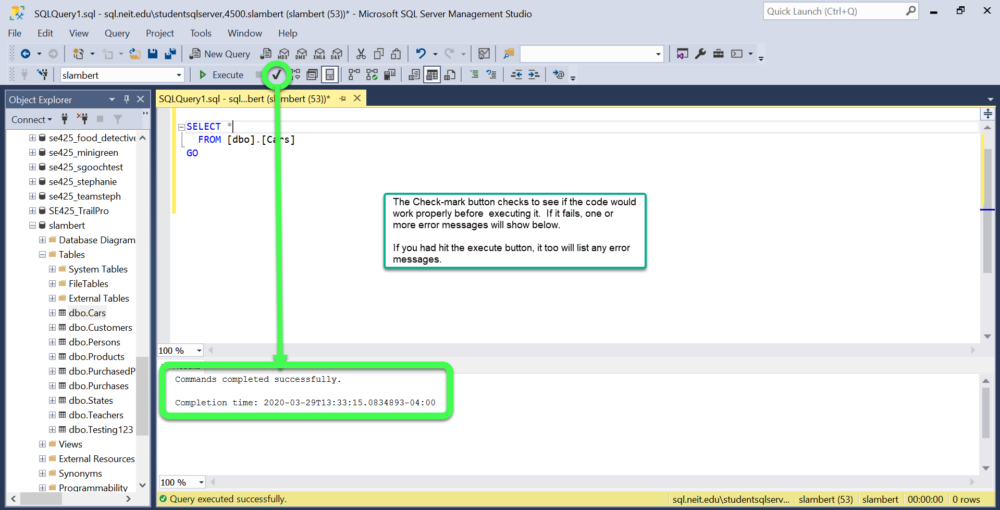 SQLQuery1.sql - sql.neit.edu\studentsqlserver,4500.slambert (slambert (53))* - Microsoft SQL Server Management Studio
Quick Launch (Ctrl+Q)
File Edit View Query Project Tools Window Help
New Query MDX DMX XMLA DAX
slambert
Execute
Object Explorer
Connect
se425_food_detective
se425_minigreen
se425_sgoochtest
se425_stephanie
se425_teamsteph
SE425_TrailPro
slambert
Database Diagram
Tables
System Tables
FileTables
External Tables
dbo.Cars
dbo.Customers
dbo.Persons
dbo.Products
dbo.PurchasedP
dbo.Purchases
dbo.States
dbo.Teachers
dbo.Testing123
Views
External Resources
Synonyms
Programmability
SQLQuery1.sql - sql...bert (slambert (53))*
SELECT *
FROM [dbo].[Cars]
GO
The Check-mark button checks to see if the code would
work properly before executing it. If it fails, one or
more error messages will show below.
If you had hit the execute button, it too will list any error
messages.
100 %
Commands completed successfully.
Completion time: 2020-03-29T13:33:15.0834893-04:00
100 %
Query executed successfully.
sql.neit.edu\studentsqlserv... slambert (53) slambert 00:00:00 0 rows